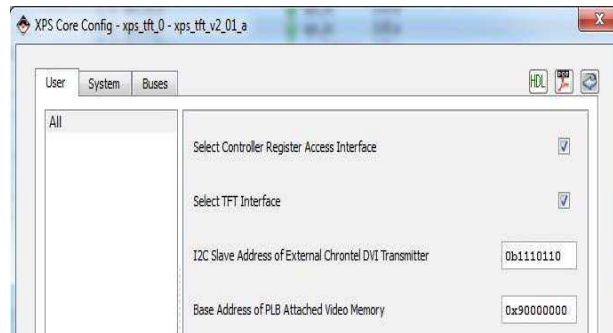 XPS Core Config - xps_tft_0 - xps_tft_v2_01_a
User System Buses
HDL
All
Select Controller Register Access Interface
Select TFT Interface
I2C Slave Address of External Chrontel DVI Transmitter 0b1110110
Base Address of PLB Attached Video Memory 0x90000000